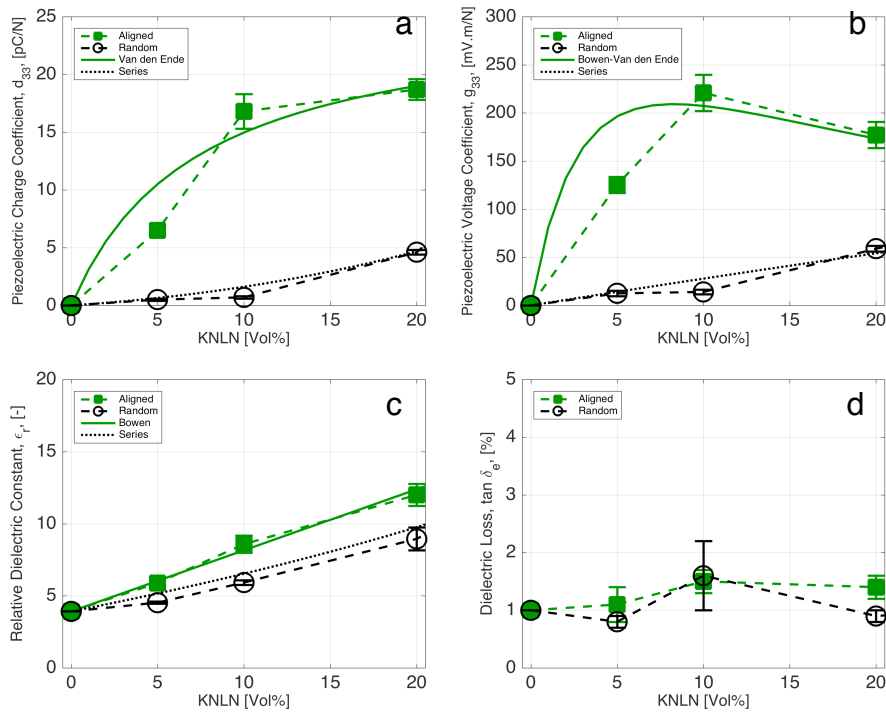 a
Piezoelectric Charge Coefficient, d33, [pC/N]
25
20
15
10
5
0
Aligned
Random
Van den Ende
Series
0 5 10 15 20
KNLN [Vol%]
b
Piezoelectric Voltage Coefficient, g33, [mV.m/N]
300
250
200
150
100
50
0
Aligned
Random
Bowen-Van den Ende
Series
0 5 10 15 20
KNLN [Vol%]
c
Relative Dielectric Constant, ϵr, [-]
20
15
10
5
0
Aligned
Random
Bowen
Series
0 5 10 15 20
KNLN [Vol%]
d
Dielectric Loss, tan δe, [%]
5
4
3
2
1
0
Aligned
Random
0 5 10 15 20
KNLN [Vol%]